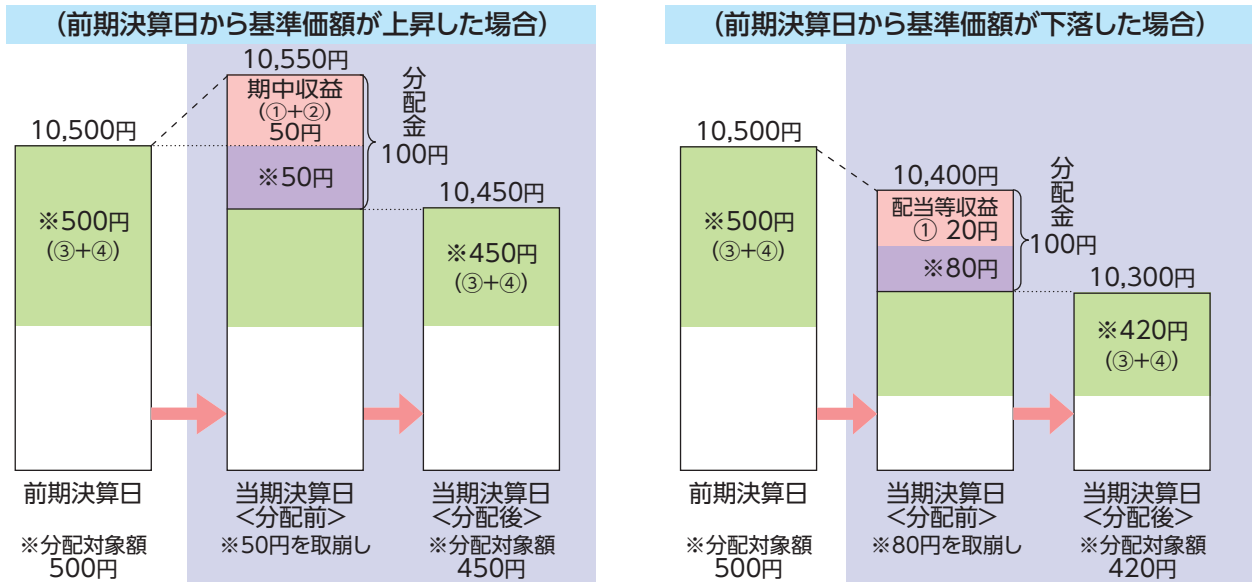 (前期決算日から基準価額が上昇した場合)
10,550円
期中収益
(①+②)
50円
分配金
100円
10,500円
※50円
10,450円
※500円
(③+④)
※450円
(③+④)
前期決算日
当期決算日
<分配前>
当期決算日
<分配後>
※分配対象額
500円
※50円を取崩し
※分配対象額
450円
(前期決算日から基準価額が下落した場合)
10,500円
10,400円
配当等収益
① 20円
分配金
100円
※80円
10,300円
※500円
(③+④)
※420円
(③+④)
前期決算日
当期決算日
<分配前>
当期決算日
<分配後>
※分配対象額
500円
※80円を取崩し
※分配対象額
420円